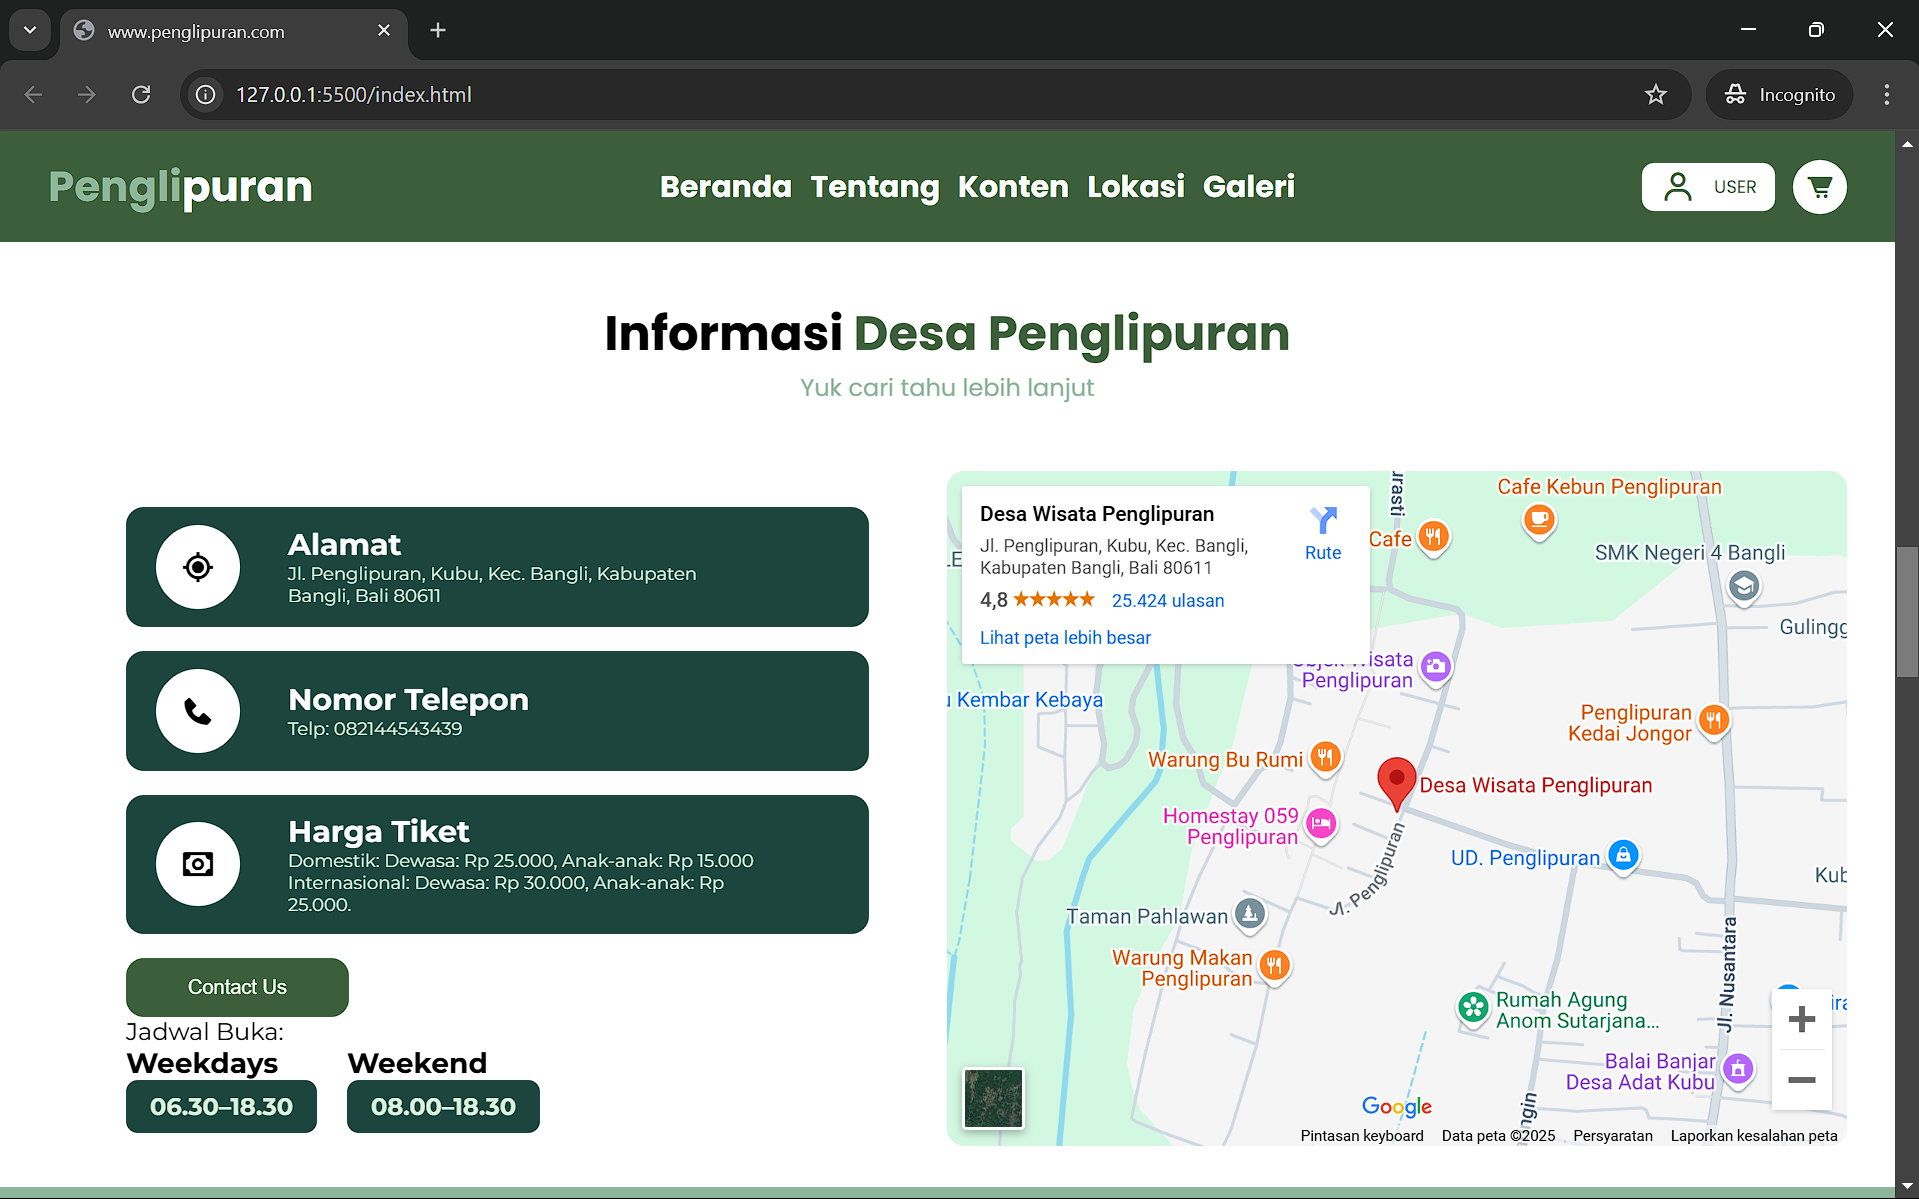 www.penglipuran.com
127.0.0.1:5500/index.html
Incognito
Penglipuran
Beranda Tentang Konten Lokasi Galeri
USER
Informasi Desa Penglipuran
Yuk cari tahu lebih lanjut
Alamat
Jl. Penglipuran, Kubu, Kec. Bangli, Kabupaten
Bangli, Bali 80611
Nomor Telepon
Telp: 082144543439
Harga Tiket
Domestik: Dewasa: Rp 25.000, Anak-anak: Rp 15.000
Internasional: Dewasa: Rp 30.000, Anak-anak: Rp
25.000.
Contact Us
Jadwal Buka:
Weekdays Weekend
06.30–18.30 08.00–18.30
Desa Wisata Penglipuran
Jl. Penglipuran, Kubu, Kec. Bangli,
Kabupaten Bangli, Bali 80611
4,8 25.424 ulasan
Lihat peta lebih besar
Rute
Cafe Kebun Penglipuran
Cafe
SMK Negeri 4 Bangli
Gulingg
Wisata
Penglipuran
Kembar Kebaya
Penglipuran
Kedai Jongor
Warung Bu Rumi
Desa Wisata Penglipuran
Homestay 059
Penglipuran
UD. Penglipuran
Jl. Penglipuran
Kub
Taman Pahlawan
Warung Makan
Penglipuran
Jl. Nusantara
Rumah Agung
Anom Sutarjana...
Balai Banjar
Desa Adat Kubu
Google
Pintasan keyboard Data peta ©2025 Persyaratan Laporkan kesalahan peta